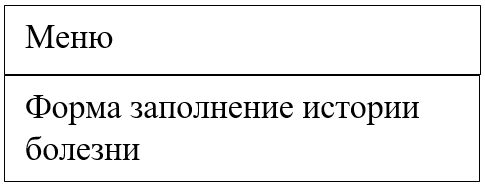 Меню
Форма заполнение истории
болезни